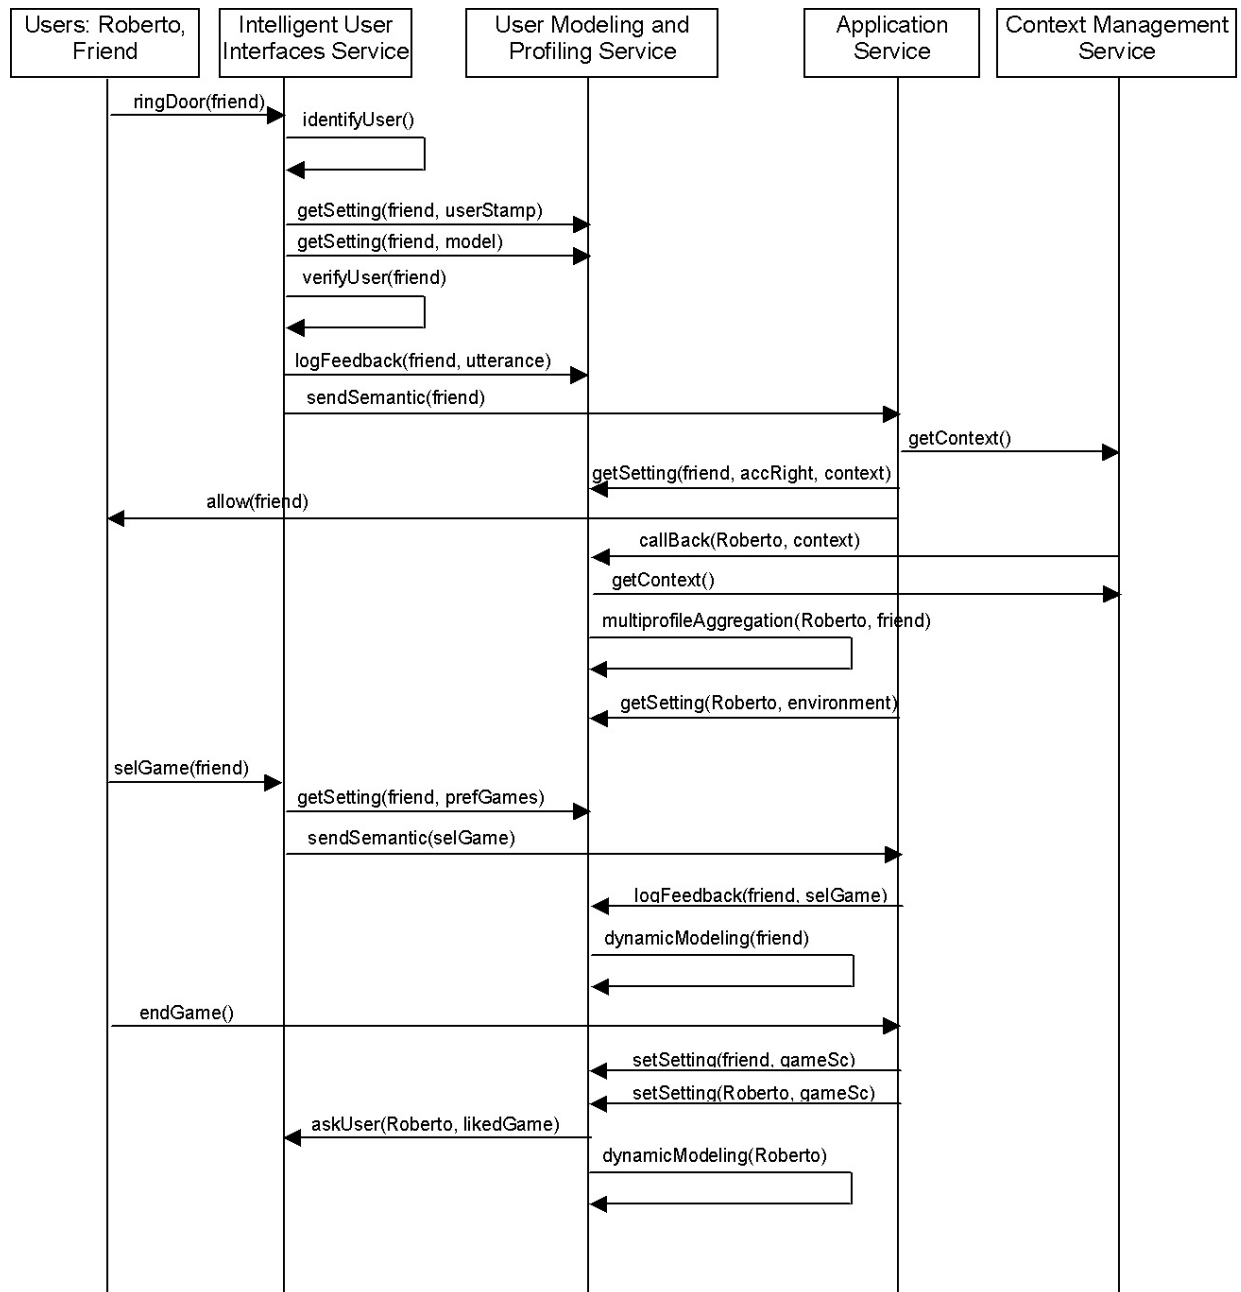 Users: Roberto,
Friend
Intelligent User
Interfaces Service
User Modeling and
Profiling Service
Application
Service
Context Management
Service
ringDoor(friend)
identifyUser()
getSetting(friend, userStamp)
getSetting(friend, model)
verifyUser(friend)
logFeedback(friend, utterance)
sendSemantic(friend)
getContext()
getSetting(friend, accRight, context)
allow(friend)
callBack(Roberto, context)
getContext()
multiprofileAggregation(Roberto, friend)
getSetting(Roberto, environment)
selGame(friend)
getSetting(friend, prefGames)
sendSemantic(selGame)
logFeedback(friend, selGame)
dynamicModeling(friend)
endGame()
setSetting(friend, gameSc)
setSetting(Roberto, gameSc)
askUser(Roberto, likedGame)
dynamicModeling(Roberto)